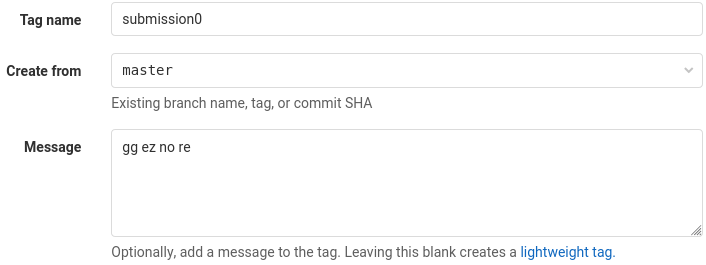 Tag name
submission0
Create from
master
Existing branch name, tag, or commit SHA
Message
gg ez no re
Optionally, add a message to the tag. Leaving this blank creates a lightweight tag.